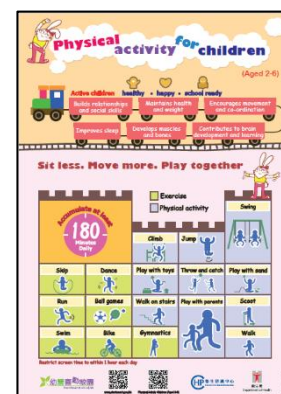 Physical
activity for
children
(Aged 2-6)
Active children healthy • happy • school ready
Builds relationships
and social skills
Maintains health
and weight
Encourages movement
and co-ordination
Improves sleep
Develops muscles
and bones
Contributes to brain
development and learning
Sit less. Move more. Play together
Accumulate at least
180
Minutes
Daily
Exercise
Physical activity
Swing
Climb
Jump
Skip
Dance
Play with toys
Throw and catch
Play with sand
Run
Ball games
Walk on stairs
Play with parents
Scoot
Swim
Bike
Gymnastics
Walk
Restrict screen time to within 1 hour each day